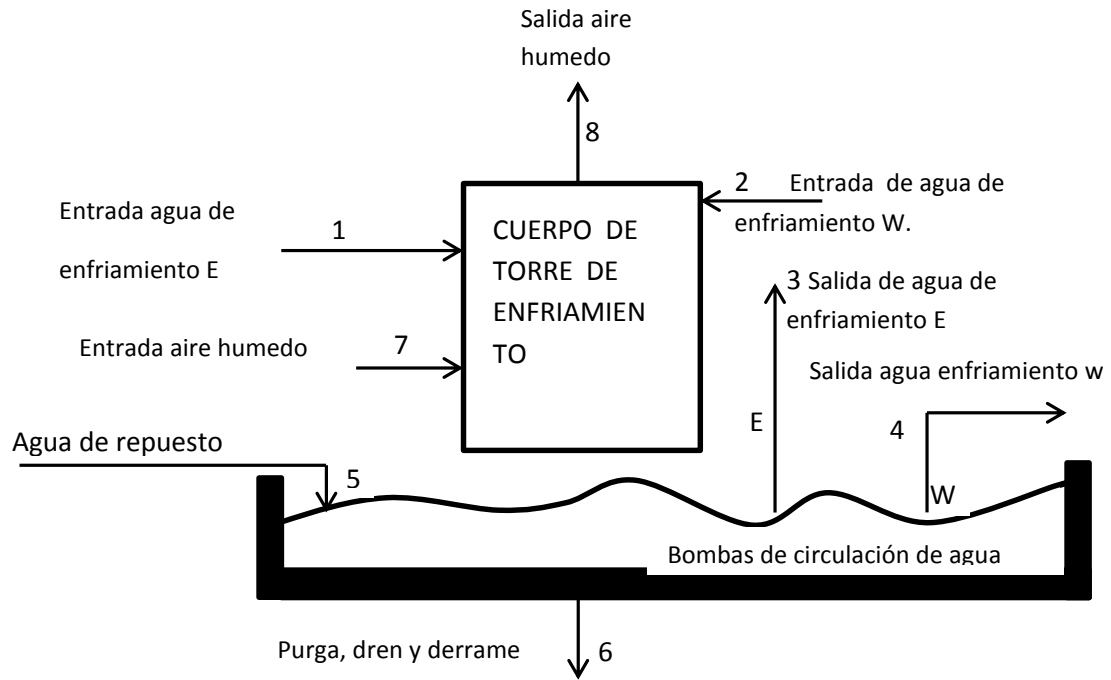 Salida aire
humedo
8
2 Entrada de agua de
enfriamiento W.
Entrada agua de
enfriamiento E
1
CUERPO DE
TORRE DE
ENFRIAMIEN
TO
3 Salida de agua de
enfriamiento E
Entrada aire humedo
7
Salida agua enfriamiento w
4
E
Agua de repuesto
5
W
Bombas de circulación de agua
Purga, dren y derrame
6